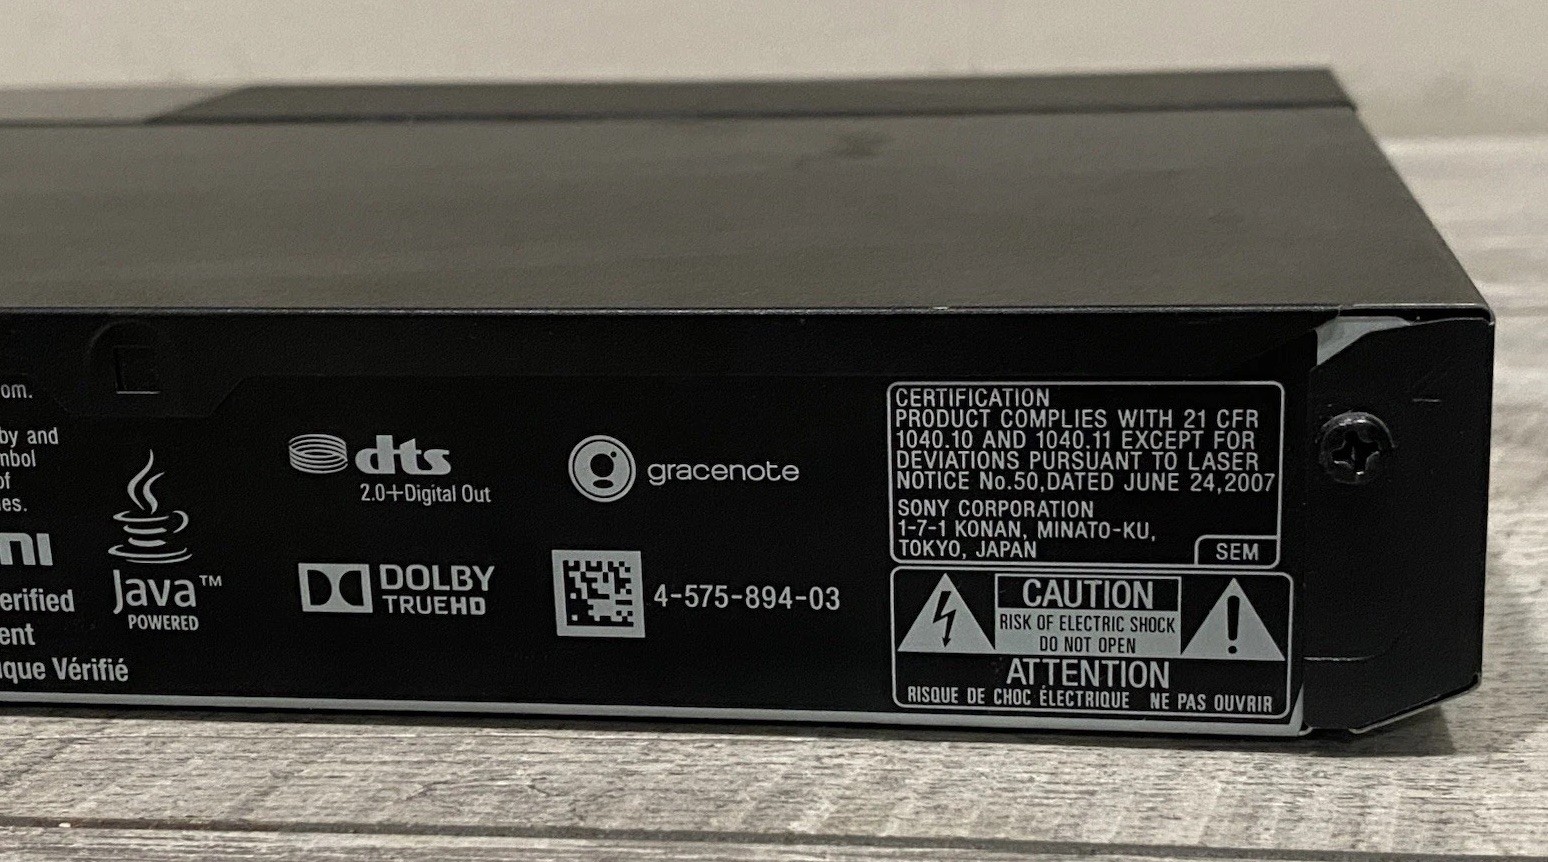 om.
by and
mbol
of
es.
mi
erified
ent
ique Vérifié
Java™
POWERED
dts
2.0+Digital Out
DOLBY
TRUEHD
gracenote
4-575-894-03
CERTIFICATION
PRODUCT COMPLIES WITH 21 CFR
1040.10 AND 1040.11 EXCEPT FOR
DEVIATIONS PURSUANT TO LASER
NOTICE No.50,DATED JUNE 24,2007
SONY CORPORATION
1-7-1 KONAN, MINATO-KU,
TOKYO, JAPAN
SEM
CAUTION
RISK OF ELECTRIC SHOCK
DO NOT OPEN
ATTENTION
RISQUE DE CHOC ÉLECTRIQUE NE PAS OUVRIR